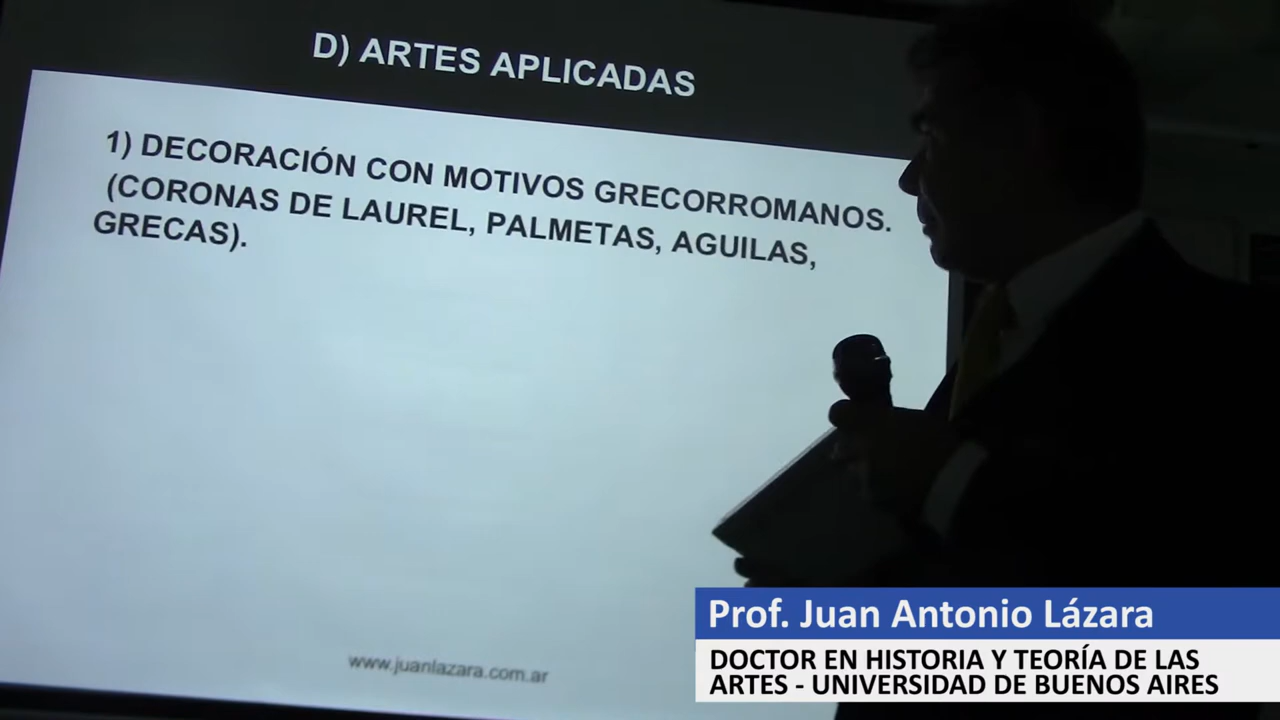 D) ARTES APLICADAS
1) DECORACIÓN CON MOTIVOS GRECORROMANOS.
(CORONAS DE LAUREL, PALMETAS, AGUILAS,
GRECAS).
www.juanlazara.com.ar
Prof. Juan Antonio Lázara
DOCTOR EN HISTORIA Y TEORÍA DE LAS
ARTES - UNIVERSIDAD DE BUENOS AIRES